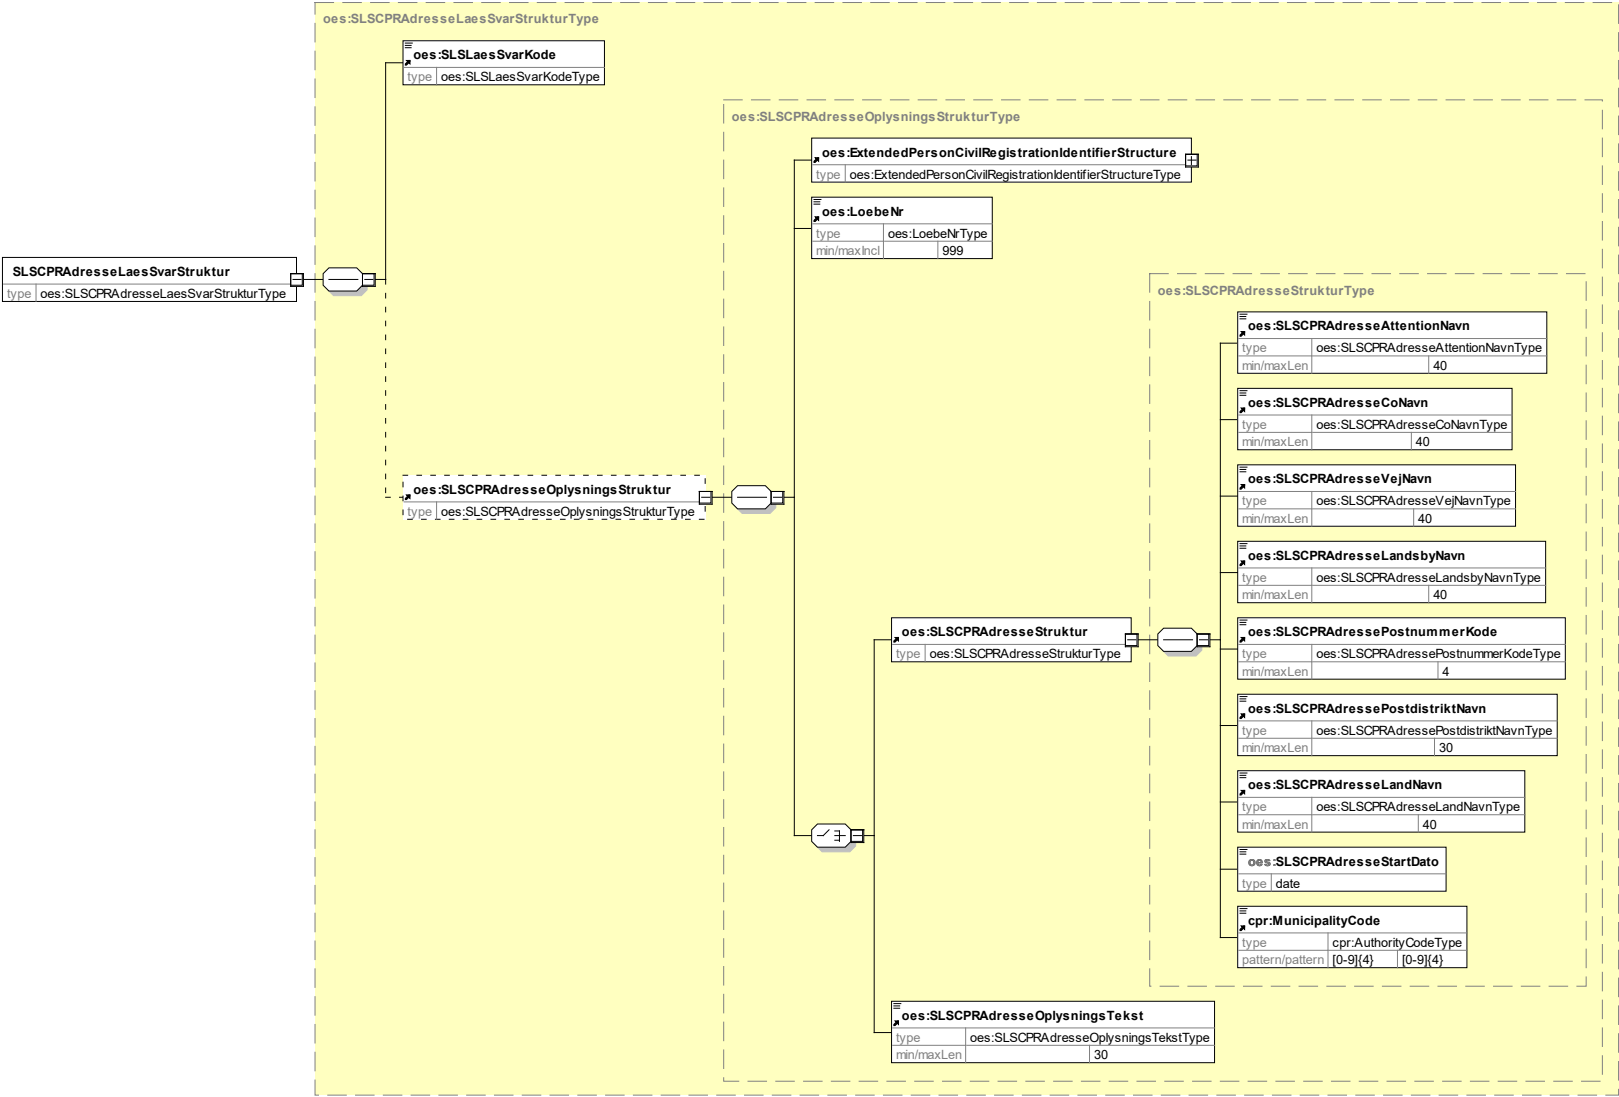 oes:SLSCPRAdresseLaesSvarStrukturType
oes:SLSLaesSvarKode
type oes:SLSLaesSvarKodeType
oes:SLSCPRAdresseOplysningsStrukturType
oes:ExtendedPersonCivilRegistrationIdentifierStructure
type oes:ExtendedPersonCivilRegistrationIdentifierStructureType
oes:LoebeNr
type oes:LoebeNrType
min/maxIncl 999
SLSCPRAdresseLaesSvarStruktur
type oes:SLSCPRAdresseLaesSvarStrukturType
oes:SLSCPRAdresseStrukturType
oes:SLSCPRAdresseAttentionNavn
type oes:SLSCPRAdresseAttentionNavnType
min/maxLen 40
oes:SLSCPRAdresseCoNavn
type oes:SLSCPRAdresseCoNavnType
min/maxLen 40
oes:SLSCPRAdresseVejNavn
type oes:SLSCPRAdresseVejNavnType
min/maxLen 40
oes:SLSCPRAdresseOplysningsStruktur
type oes:SLSCPRAdresseOplysningsStrukturType
oes:SLSCPRAdresseLandsbyNavn
type oes:SLSCPRAdresseLandsbyNavnType
min/maxLen 40
oes:SLSCPRAdresseStruktur
type oes:SLSCPRAdresseStrukturType
oes:SLSCPRAdressePostnummerKode
type oes:SLSCPRAdressePostnummerKodeType
min/maxLen 4
oes:SLSCPRAdressePostdistriktNavn
type oes:SLSCPRAdressePostdistriktNavnType
min/maxLen 30
oes:SLSCPRAdresseLandNavn
type oes:SLSCPRAdresseLandNavnType
min/maxLen 40
oes:SLSCPRAdresseStartDato
type date
cpr:MunicipalityCode
type cpr:AuthorityCodeType
pattern/pattern [0-9]{4} [0-9]{4}
oes:SLSCPRAdresseOplysningsTekst
type oes:SLSCPRAdresseOplysningsTekstType
min/maxLen 30